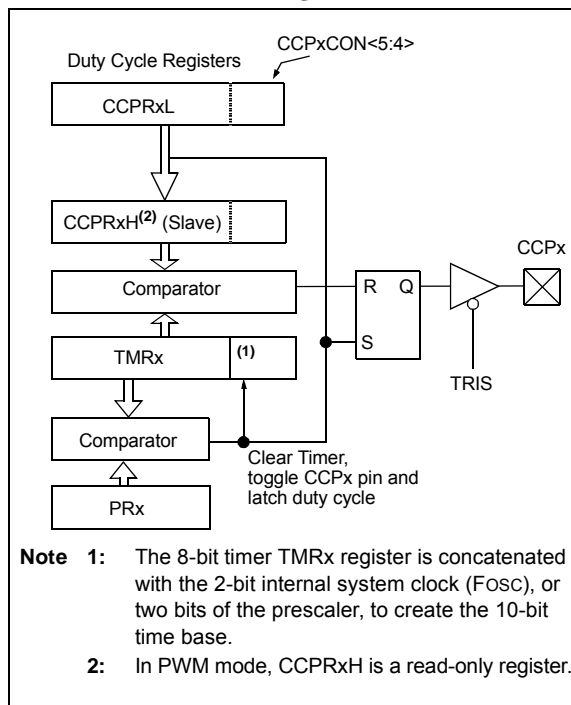 CCPxCON<5:4>
Duty Cycle Registers
CCPRxL
CCPRxH(2) (Slave)
CCPx
Comparator
R Q
TMRx
(1)
S
TRIS
Comparator
Clear Timer,
toggle CCPx pin and
latch duty cycle
PRx
Note 1: The 8-bit timer TMRx register is concatenated
with the 2-bit internal system clock (FOSC), or
two bits of the prescaler, to create the 10-bit
time base.
2: In PWM mode, CCPRxH is a read-only register.